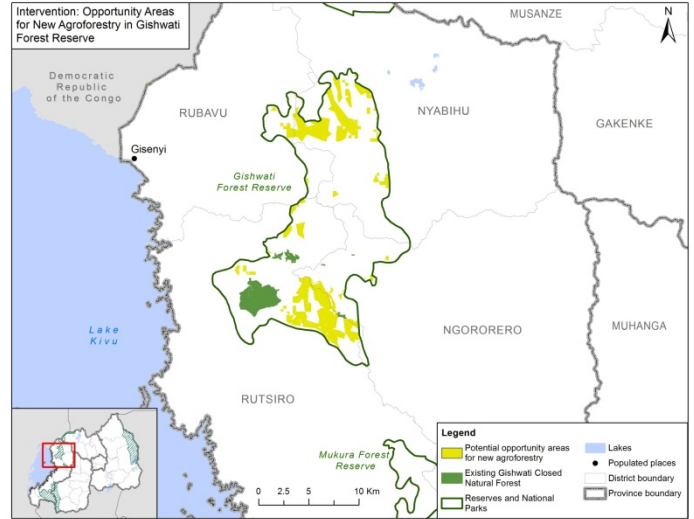 Intervention: Opportunity Areas
for New Agroforestry in Gishwati
Forest Reserve
MUSANZE
N
Democratic
Republic
of the Congo
RUBAVU
NYABIHU
GAKENKE
Gisenyi
Gishwati
Forest Reserve
Lake
Kivu
NGORORERO
MUHANGA
RUTSIRO
Mukura Forest
Reserve
0 2.5 5 10 Km
Legend
Potential opportunity areas
for new agroforestry
Existing Gishwati Closed
Natural Forest
Reserves and National
Parks
Lakes
Populated places
District boundary
Province boundary